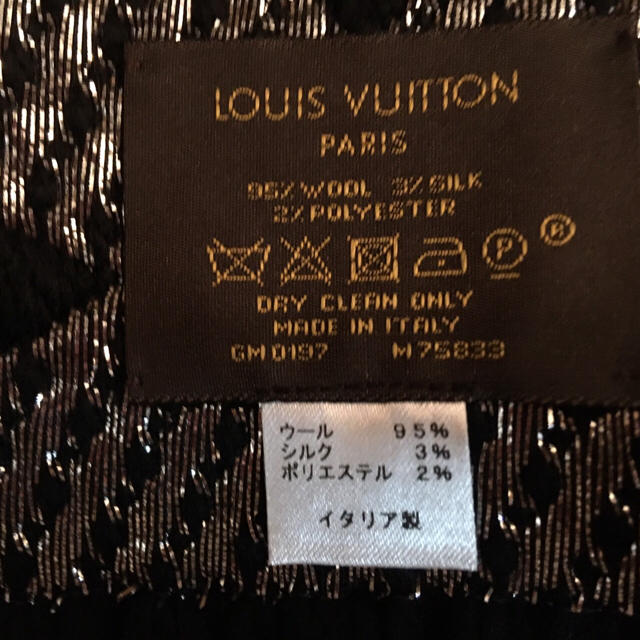 LOUIS VUITTON
PARIS
95% WOOL 3% SILK
2% POLYESTER
P ®
DRY CLEAN ONLY
MADE IN ITALY
GM0197 M75833
ウール 95%
シルク 3%
ポリエステル 2%
イタリア製